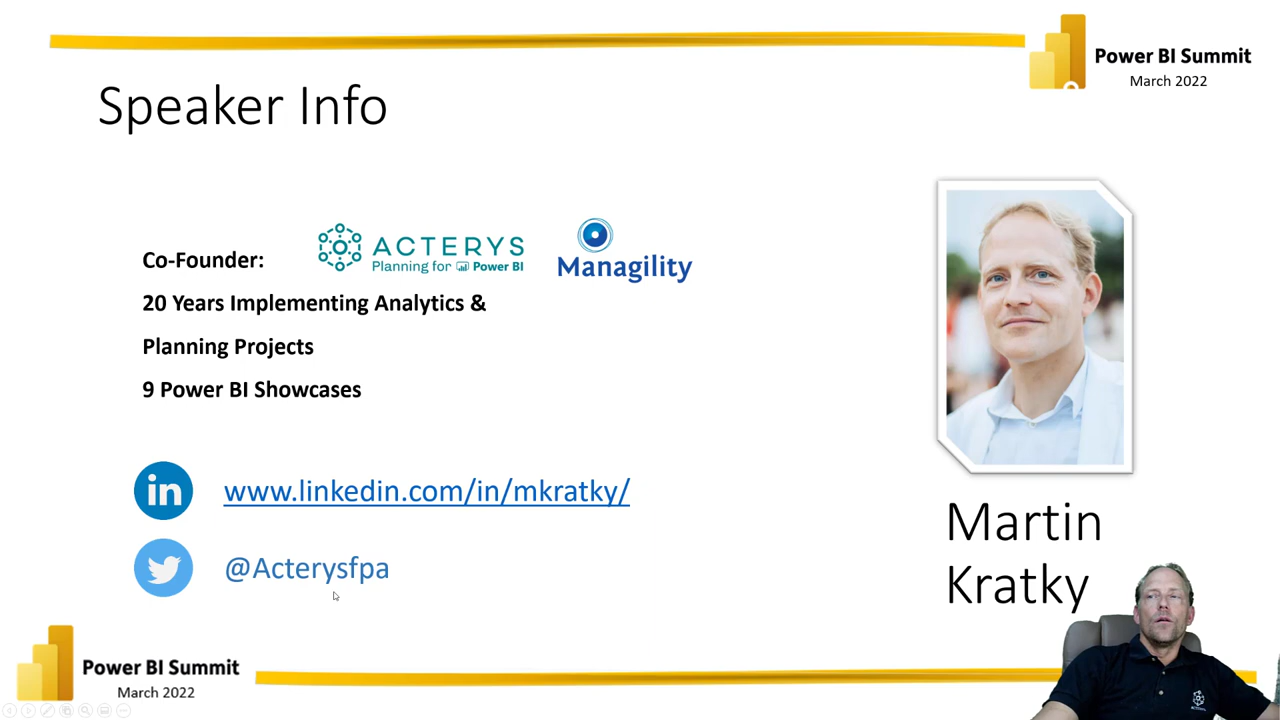 Power BI Summit
March 2022
Speaker Info
Co-Founder:
ACTERYS
Planning for Power BI
Managility
20 Years Implementing Analytics &
Planning Projects
9 Power BI Showcases
in www.linkedin.com/in/mkratky/
@Acterysfpa
Martin
Kratky
Power BI Summit
March 2022
ACTERYS